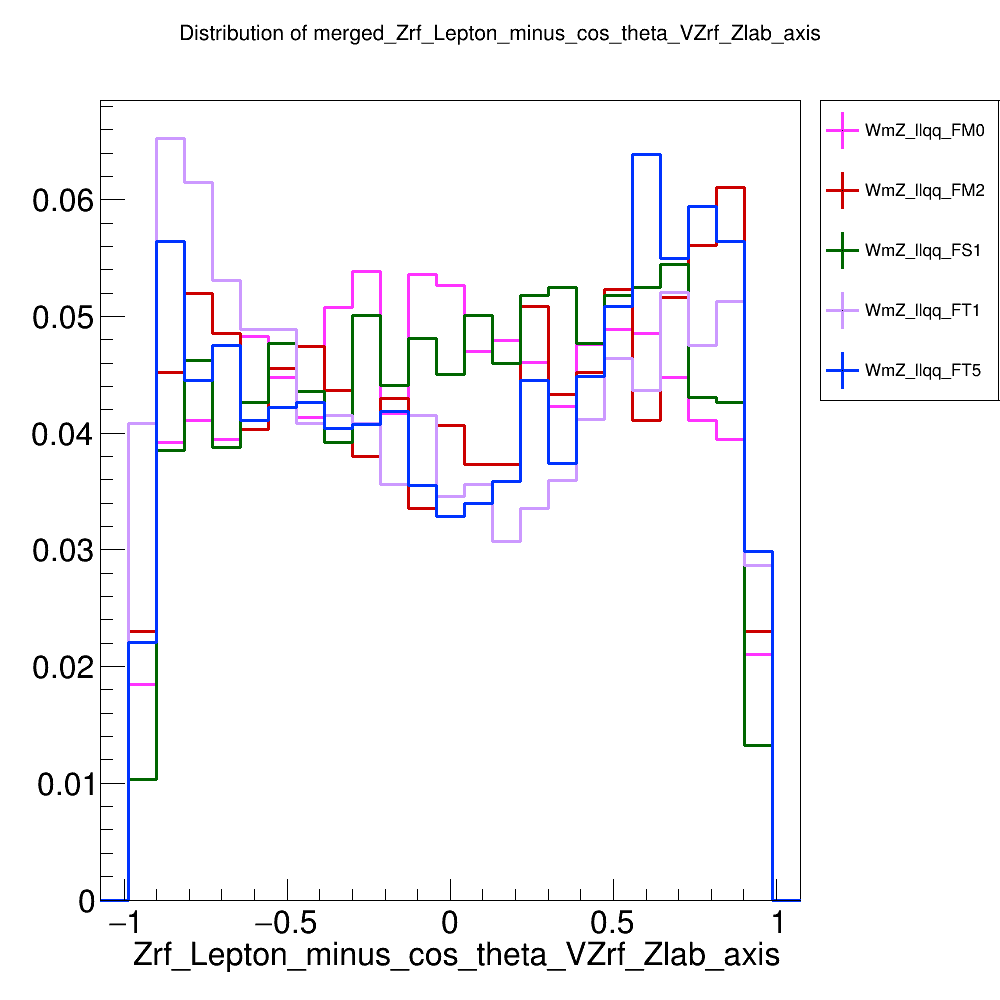 Distribution of merged_Zrf_Lepton_minus_cos_theta_VZrf_Zlab_axis
WmZ_llqq_FM0
WmZ_llqq_FM2
WmZ_llqq_FS1
WmZ_llqq_FT1
WmZ_llqq_FT5
0.06
0.05
0.04
0.03
0.02
0.01
0
−1 −0.5 0 0.5 1
Zrf_Lepton_minus_cos_theta_VZrf_Zlab_axis